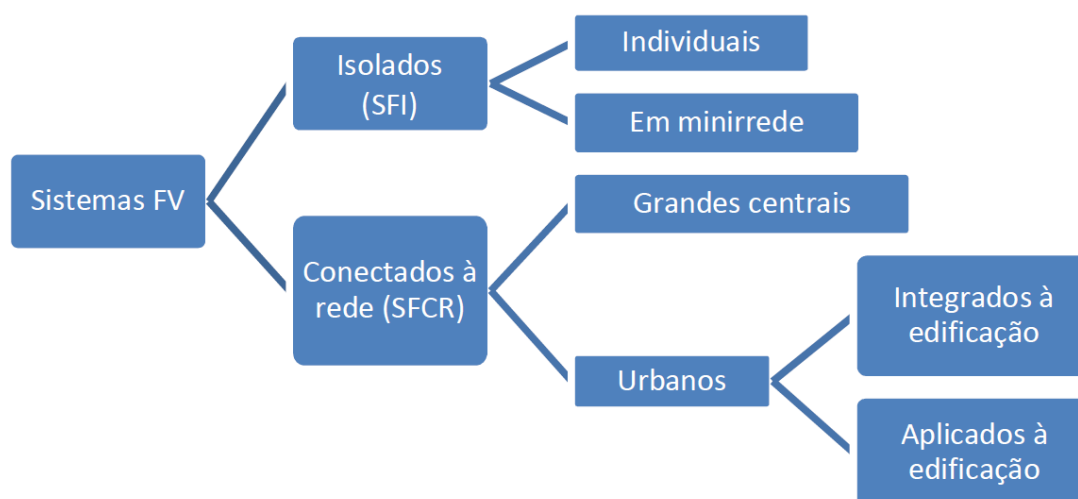 Sistemas FV
Isolados
(SFI)
Individuais
Em minirrede
Conectados à
rede (SFCR)
Grandes centrais
Urbanos
Integrados à
edificação
Aplicados à
edificação